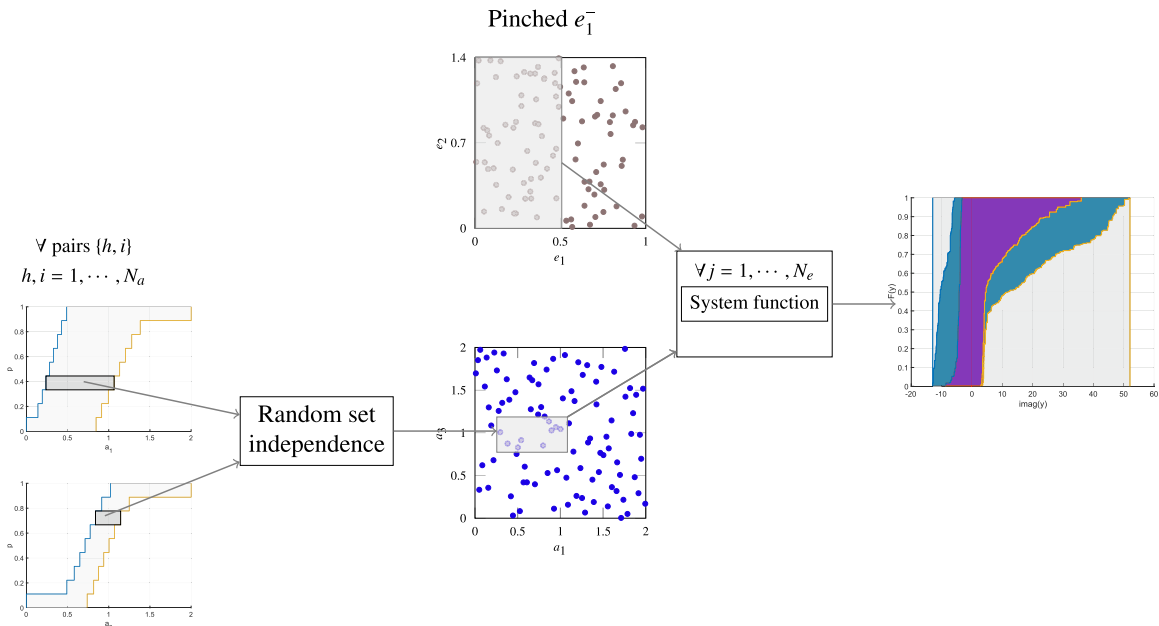 Pinched e₁⁻
1.4
e₂ 0.7
0
0 0.5 1
e₁
∀ pairs {h, i}
h, i = 1, ⋯ , Nₐ
1
0.8
0.6
p
0.4
0.2
0
0 0.5 1 1.5 2
a₁
1
0.8
0.6
p
0.4
0.2
0
0 0.5 1 1.5 2
Random set
independence
2
1.5
a₃ 1
0.5
0
0 0.5 1 1.5 2
a₁
∀ j = 1, ⋯ , Nₑ
System function
1
0.9
0.8
0.7
0.6
F(y)
0.5
0.4
0.3
0.2
0.1
0
-20 -10 0 10 20 30 40 50 60
imag(y)